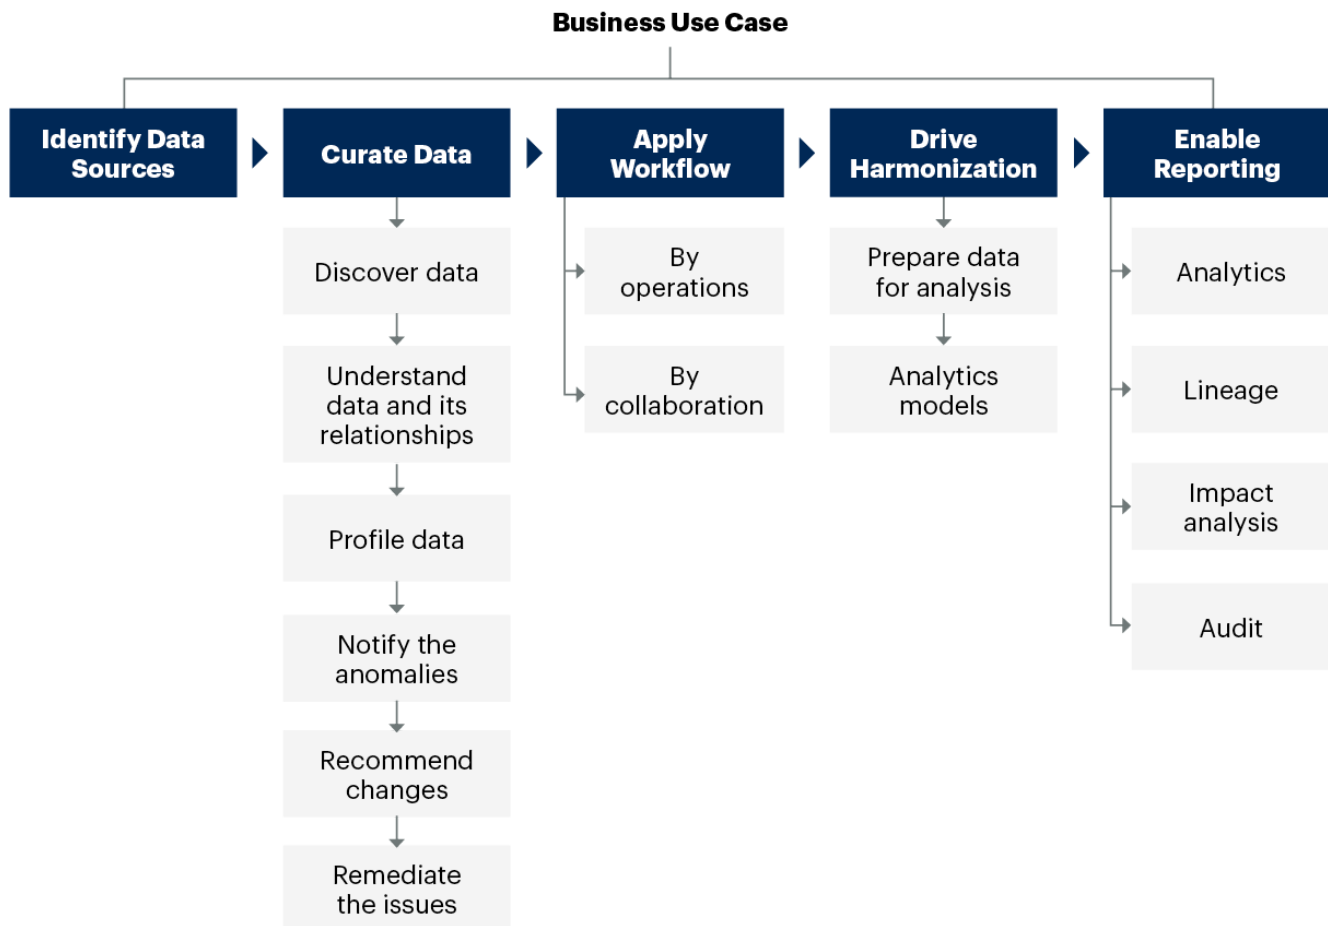 Business Use Case
Identify Data
Sources
Curate Data
Apply
Workflow
Drive
Harmonization
Enable
Reporting
Discover data
Understand
data and its
relationships
Profile data
Notify the
anomalies
Recommend
changes
Remediate
the issues
By
operations
By
collaboration
Prepare data
for analysis
Analytics
models
Analytics
Lineage
Impact
analysis
Audit